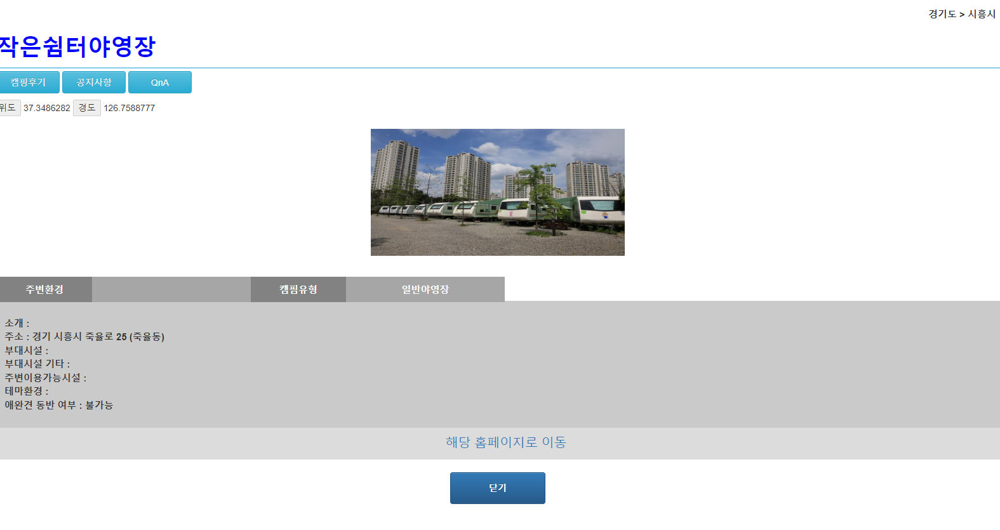 경기도 > 시흥시
작은쉼터야영장
캠핑후기 공지사항 QnA
위도 37.3486282 경도 126.7588777
주변환경 캠핌유형 일반야영장
소개 :
주소 : 경기 시흥시 죽율로 25 (죽율동)
부대시설 :
부대시설 기타 :
주변이용가능시설 :
테마환경 :
애완견 동반 여부 : 불가능
해당 홈페이지로 이동
닫기